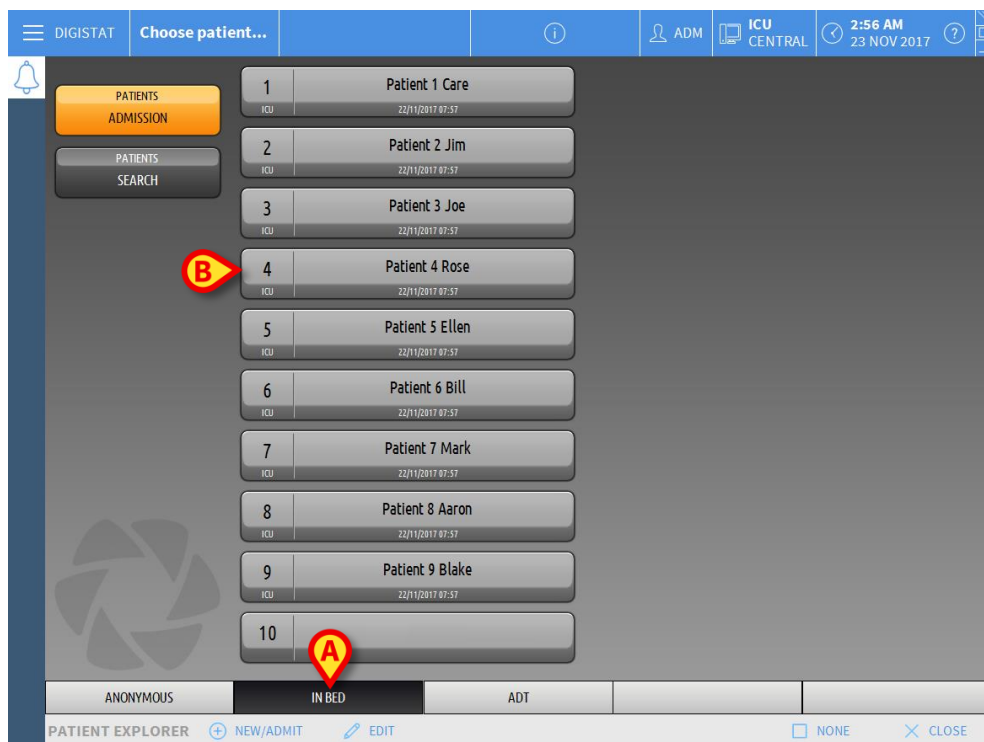 DIGISTAT Choose patient... ADM ICU CENTRAL 2:56 AM 23 NOV 2017 ?
PATIENTS
ADMISSION
PATIENTS
SEARCH
1 Patient 1 Care
ICU 22/11/2017 07:57
2 Patient 2 Jim
ICU 22/11/2017 07:57
3 Patient 3 Joe
ICU 22/11/2017 07:57
B
4 Patient 4 Rose
ICU 22/11/2017 07:57
5 Patient 5 Ellen
ICU 22/11/2017 07:57
6 Patient 6 Bill
ICU 22/11/2017 07:57
7 Patient 7 Mark
ICU 22/11/2017 07:57
8 Patient 8 Aaron
ICU 22/11/2017 07:57
9 Patient 9 Blake
ICU 22/11/2017 07:57
10
A
ANONYMOUS IN BED ADT
PATIENT EXPLORER NEW/ADMIT EDIT NONE CLOSE